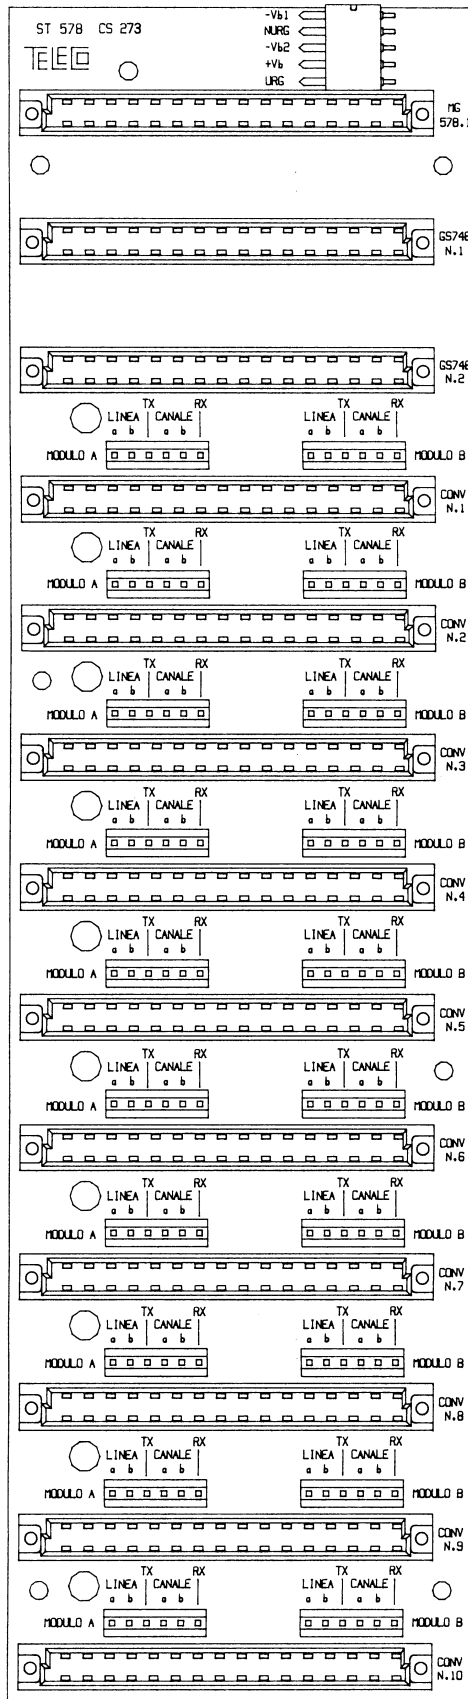 -Vb1
ST 578 CS 273
NURG
-Vb2
TELECO
+Vb
URG
MG
578.1
GS748
N.1
GS748
N.2
TX RX TX RX
LINEA CANALE LINEA CANALE
a b a b a b a b
MODULO A MODULO B
CONV
N.1
TX RX TX RX
LINEA CANALE LINEA CANALE
a b a b a b a b
MODULO A MODULO B
CONV
N.2
TX RX TX RX
LINEA CANALE LINEA CANALE
a b a b a b a b
MODULO A MODULO B
CONV
N.3
TX RX TX RX
LINEA CANALE LINEA CANALE
a b a b a b a b
MODULO A MODULO B
CONV
N.4
TX RX TX RX
LINEA CANALE LINEA CANALE
a b a b a b a b
MODULO A MODULO B
CONV
N.5
TX RX TX RX
LINEA CANALE LINEA CANALE
a b a b a b a b
MODULO A MODULO B
CONV
N.6
TX RX TX RX
LINEA CANALE LINEA CANALE
a b a b a b a b
MODULO A MODULO B
CONV
N.7
TX RX TX RX
LINEA CANALE LINEA CANALE
a b a b a b a b
MODULO A MODULO B
CONV
N.8
TX RX TX RX
LINEA CANALE LINEA CANALE
a b a b a b a b
MODULO A MODULO B
CONV
N.9
TX RX TX RX
LINEA CANALE LINEA CANALE
a b a b a b a b
MODULO A MODULO B
CONV
N.10